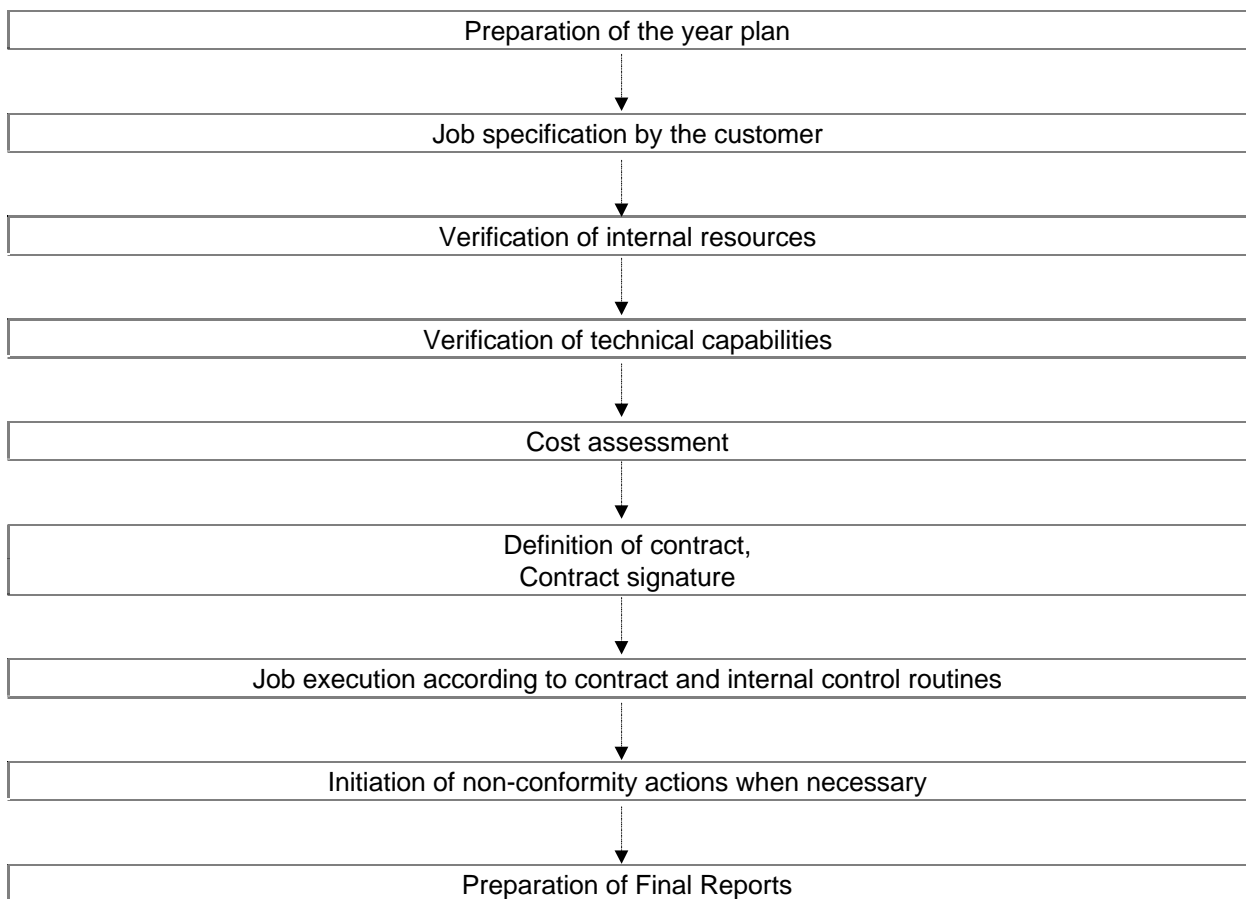 Preparation of the year plan
Job specification by the customer
Verification of internal resources
Verification of technical capabilities
Cost assessment
Definition of contract,
Contract signature
Job execution according to contract and internal control routines
Initiation of non-conformity actions when necessary
Preparation of Final Reports